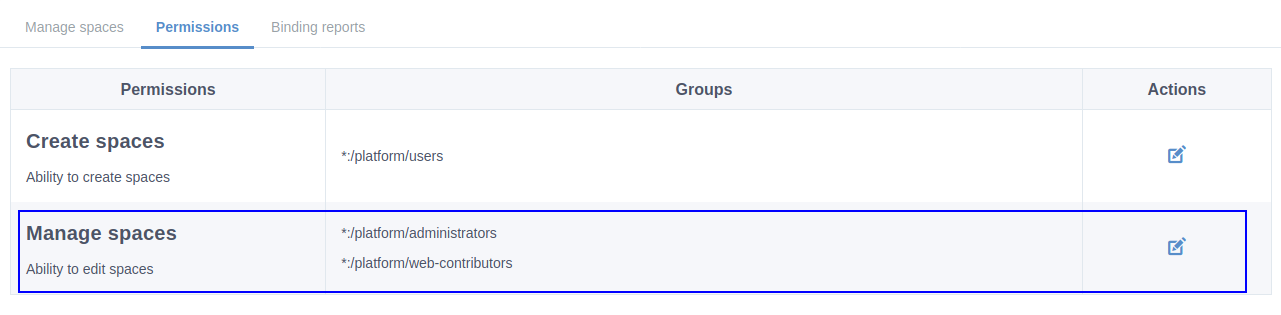 Manage spaces Permissions Binding reports
Permissions Groups Actions
Create spaces
Ability to create spaces
*:/platform/users
Manage spaces
Ability to edit spaces
*:/platform/administrators
*:/platform/web-contributors